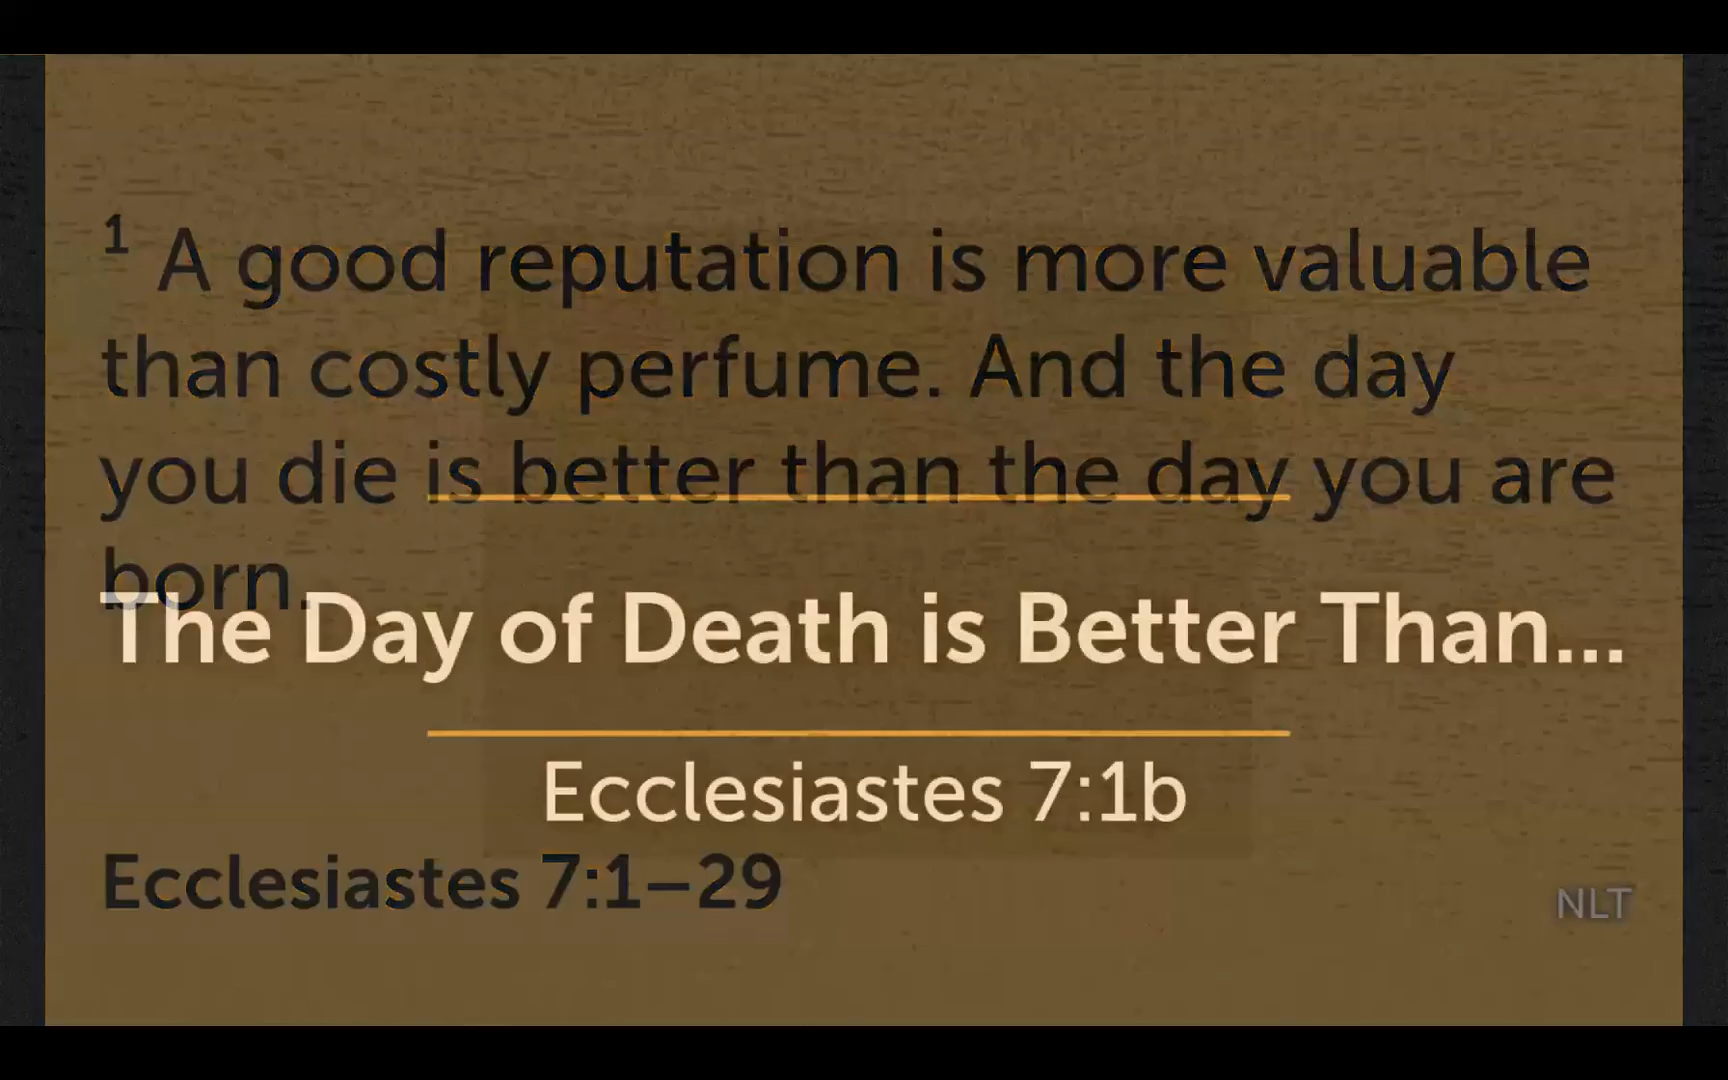 1 A good reputation is more valuable
than costly perfume. And the day
you die is better than the day you are
born.
The Day of Death is Better Than...
Ecclesiastes 7:1b
Ecclesiastes 7:1–29
NLT